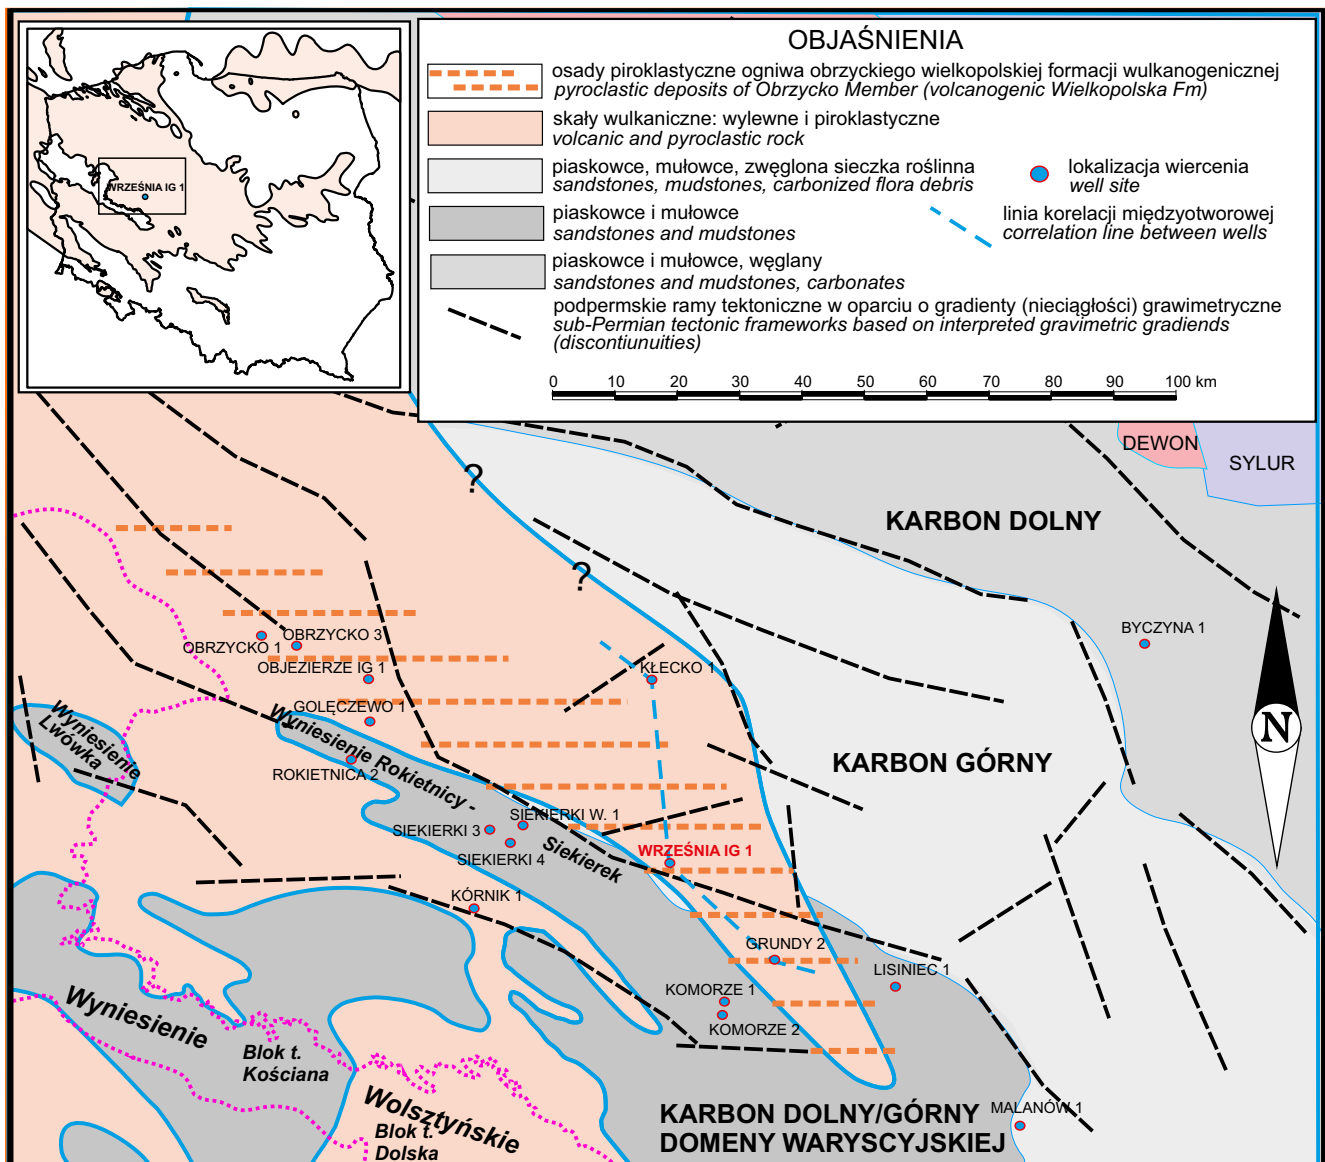 WRZEŚNIA IG 1
OBJAŚNIENIA
osady piroklastyczne ogniwa obrzyckiego wielkopolskiej formacji wulkanogenicznej
pyroclastic deposits of Obrzycko Member (volcanogenic Wielkopolska Fm)
skały wulkaniczne: wylewne i piroklastyczne
volcanic and pyroclastic rock
piaskowce, mułowce, zwęglona sieczka roślinna
sandstones, mudstones, carbonized flora debris
lokalizacja wiercenia
well site
piaskowce i mułowce
sandstones and mudstones
linia korelacji międzyotworowej
correlation line between wells
piaskowce i mułowce, węglany
sandstones and mudstones, carbonates
podpermskie ramy tektoniczne w oparciu o gradienty (nieciągłości) grawimetryczne
sub-Permian tectonic frameworks based on interpreted gravimetric gradiends
(discontiunuities)
0 10 20 30 40 50 60 70 80 90 100 km
DEWON
SYLUR
?
KARBON DOLNY
?
BYCZYNA 1
OBRZYCKO 3
OBRZYCKO 1
OBJEZIERZE IG 1
KŁECKO 1
GOLĘCZEWO 1
Wyniesienie
Lwówka
Wyniesienie Rokietnicy -
Siekierek
N
KARBON GÓRNY
ROKIETNICA 2
SIEKIERKI W. 1
SIEKIERKI 3
SIEKIERKI 4
WRZEŚNIA IG 1
KÓRNIK 1
GRUNDY 2
LISINIEC 1
KOMORZE 1
KOMORZE 2
Wyniesienie
Wolsztyńskie
Blok t.
Kościana
Blok t.
Dolska
KARBON DOLNY/GÓRNY
DOMENY WARYSCYJSKIEJ
MALANÓW 1